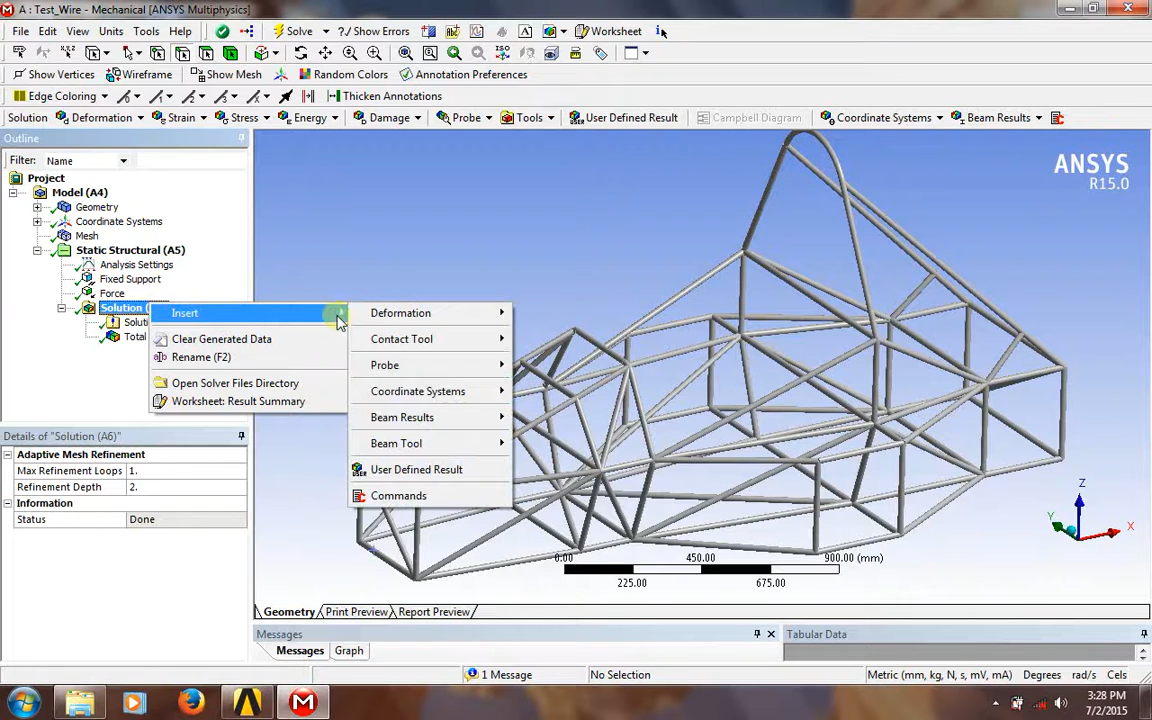 A : Test_Wire - Mechanical [ANSYS Multiphysics]
File Edit View Units Tools Help Solve ?/ Show Errors A Worksheet
Show Vertices Wireframe Show Mesh Random Colors Annotation Preferences
Edge Coloring Thicken Annotations
Solution Deformation Strain Stress Energy Damage Probe Tools User Defined Result Campbell Diagram Coordinate Systems Beam Results
Outline
Filter: Name
Project
Model (A4)
Geometry
Coordinate Systems
Mesh
Static Structural (A5)
Analysis Settings
Fixed Support
Force
Solution (
Soluti
Total
Insert
Clear Generated Data
Rename (F2)
Open Solver Files Directory
Worksheet: Result Summary
Deformation
Contact Tool
Probe
Coordinate Systems
Beam Results
Beam Tool
User Defined Result
Commands
Details of "Solution (A6)"
Adaptive Mesh Refinement
Max Refinement Loops 1.
Refinement Depth 2.
Information
Status Done
ANSYS
R15.0
Z
Y
X
0.00 450.00 900.00 (mm)
225.00 675.00
Geometry Print Preview Report Preview
Messages
Messages Graph
Tabular Data
1 Message No Selection Metric (mm, kg, N, s, mV, mA) Degrees rad/s Cels
3:28 PM
7/2/2015